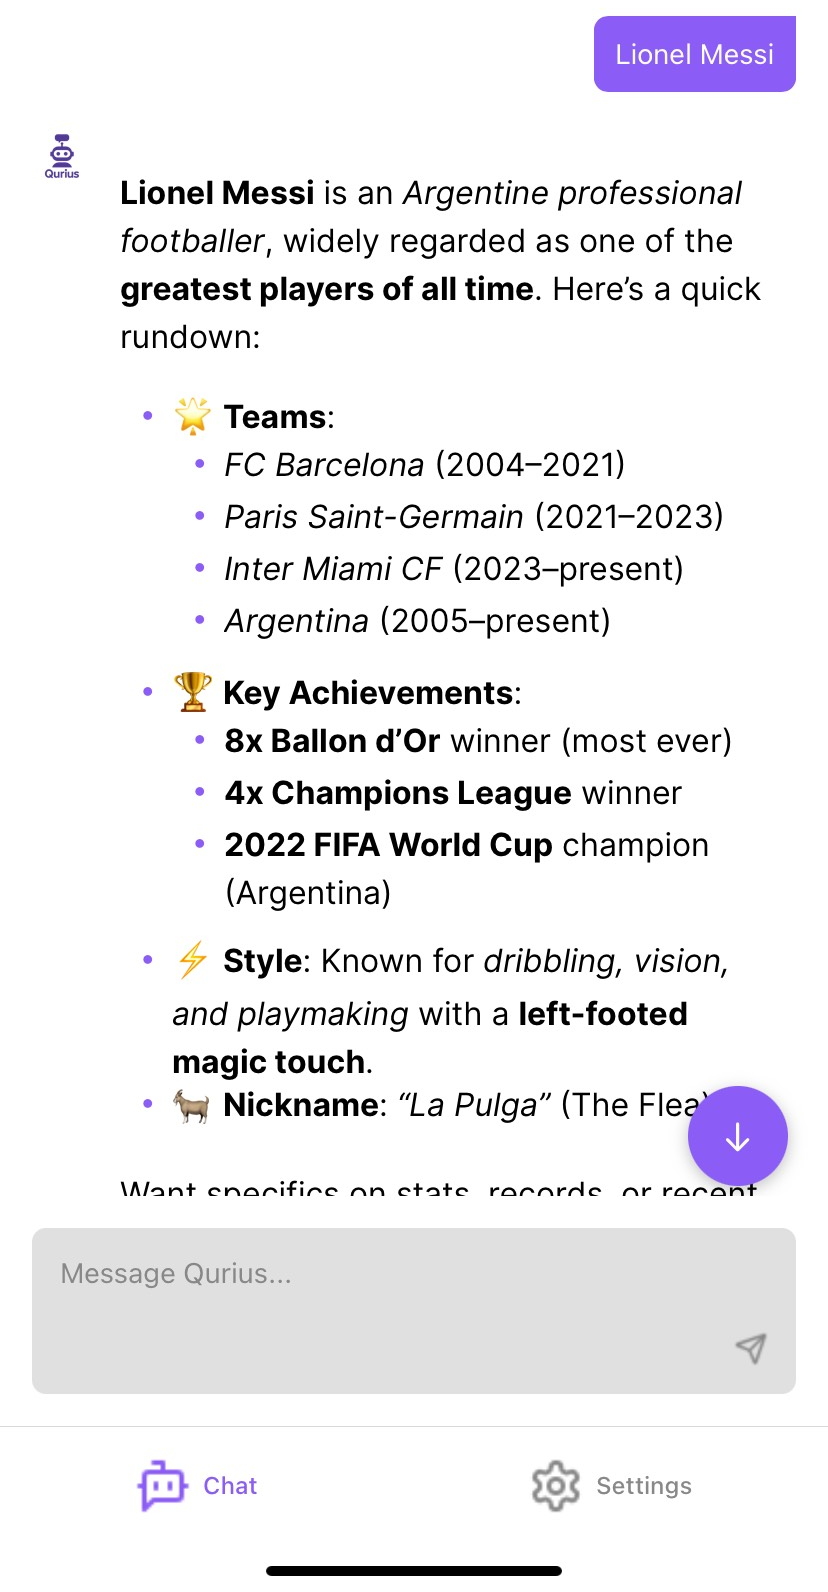 Lionel Messi
Qurius
Lionel Messi is an Argentine professional
footballer, widely regarded as one of the
greatest players of all time. Here’s a quick
rundown:
• 🌟 Teams:
• FC Barcelona (2004–2021)
• Paris Saint-Germain (2021–2023)
• Inter Miami CF (2023–present)
• Argentina (2005–present)
• 🏆 Key Achievements:
• 8x Ballon d’Or winner (most ever)
• 4x Champions League winner
• 2022 FIFA World Cup champion
(Argentina)
• ⚡ Style: Known for dribbling, vision,
and playmaking with a left-footed
magic touch.
• 🐐 Nickname: “La Pulga” (The Flea)
Want specifics on stats, records, or recent
Message Qurius...
Chat
Settings